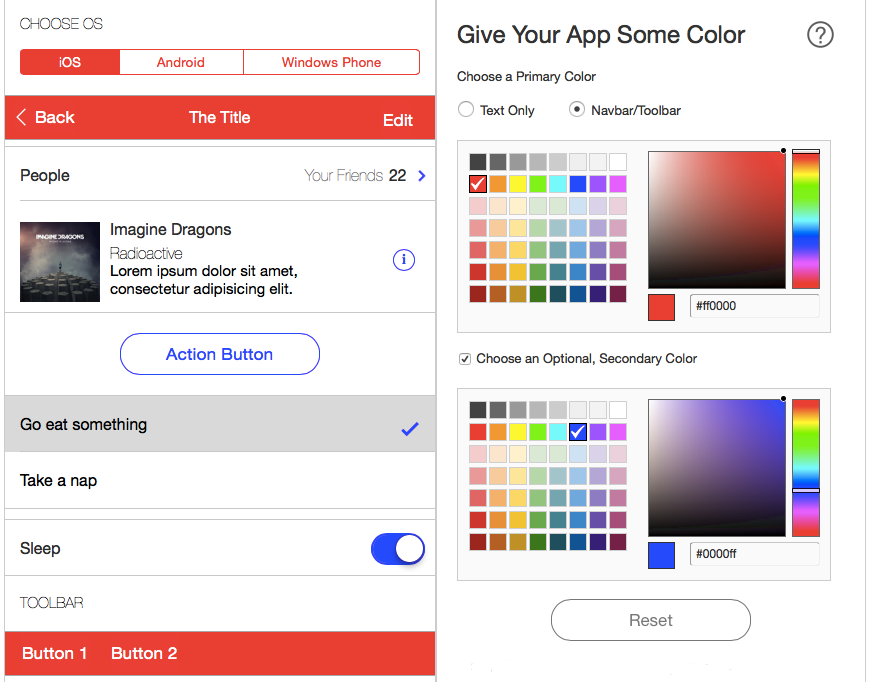 CHOOSE OS
iOS
Android
Windows Phone
Back
The Title
Edit
People
Your Friends 22
IMAGINE DRAGONS
Imagine Dragons
Radioactive
Lorem ipsum dolor sit amet,
consectetur adipisicing elit.
i
Action Button
Go eat something
Take a nap
Sleep
TOOLBAR
Button 1
Button 2
Give Your App Some Color
?
Choose a Primary Color
Text Only
Navbar/Toolbar
#ff0000
Choose an Optional, Secondary Color
#0000ff
Reset